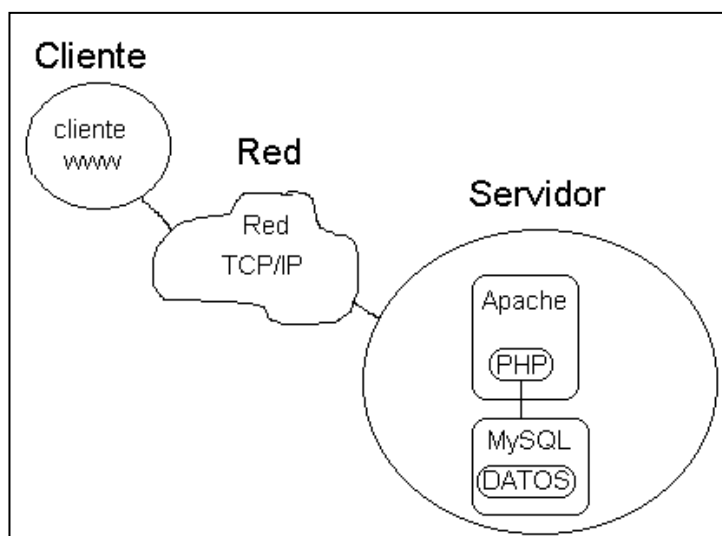 Cliente
cliente
www
Red
Red
TCP/IP
Servidor
Apache
PHP
MySQL
DATOS